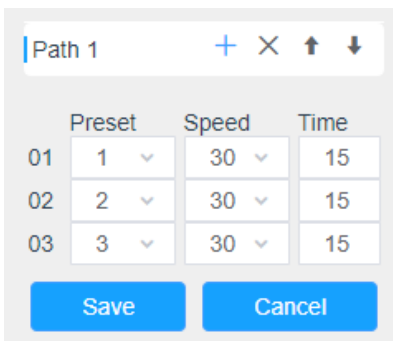 Path 1
Preset Speed Time
01 1 30 15
02 2 30 15
03 3 30 15
Save Cancel